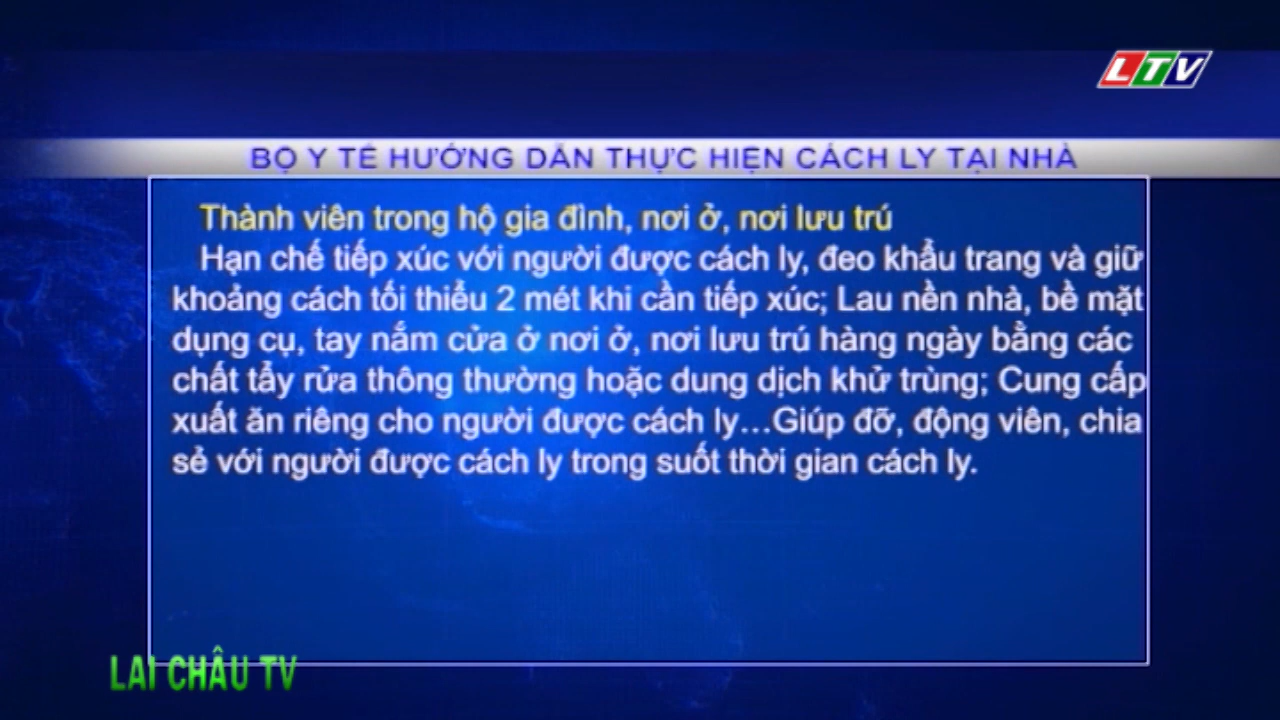 LTV
BỘ Y TẾ HƯỚNG DẪN THỰC HIỆN CÁCH LY TẠI NHÀ
Thành viên trong hộ gia đình, nơi ở, nơi lưu trú
Hạn chế tiếp xúc với người được cách ly, đeo khẩu trang và giữ
khoảng cách tối thiểu 2 mét khi cần tiếp xúc; Lau nền nhà, bề mặt
dụng cụ, tay nắm cửa ở nơi ở, nơi lưu trú hàng ngày bằng các
chất tẩy rửa thông thường hoặc dung dịch khử trùng; Cung cấp
xuất ăn riêng cho người được cách ly...Giúp đỡ, động viên, chia
sẻ với người được cách ly trong suốt thời gian cách ly.
LAI CHÂU TV